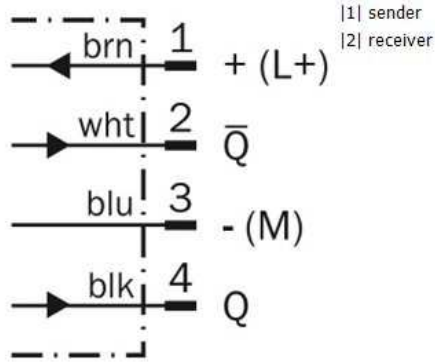 |1| sender
|2| receiver
brn 1 + (L+)
wht 2 Q̅
blu 3 - (M)
blk 4 Q